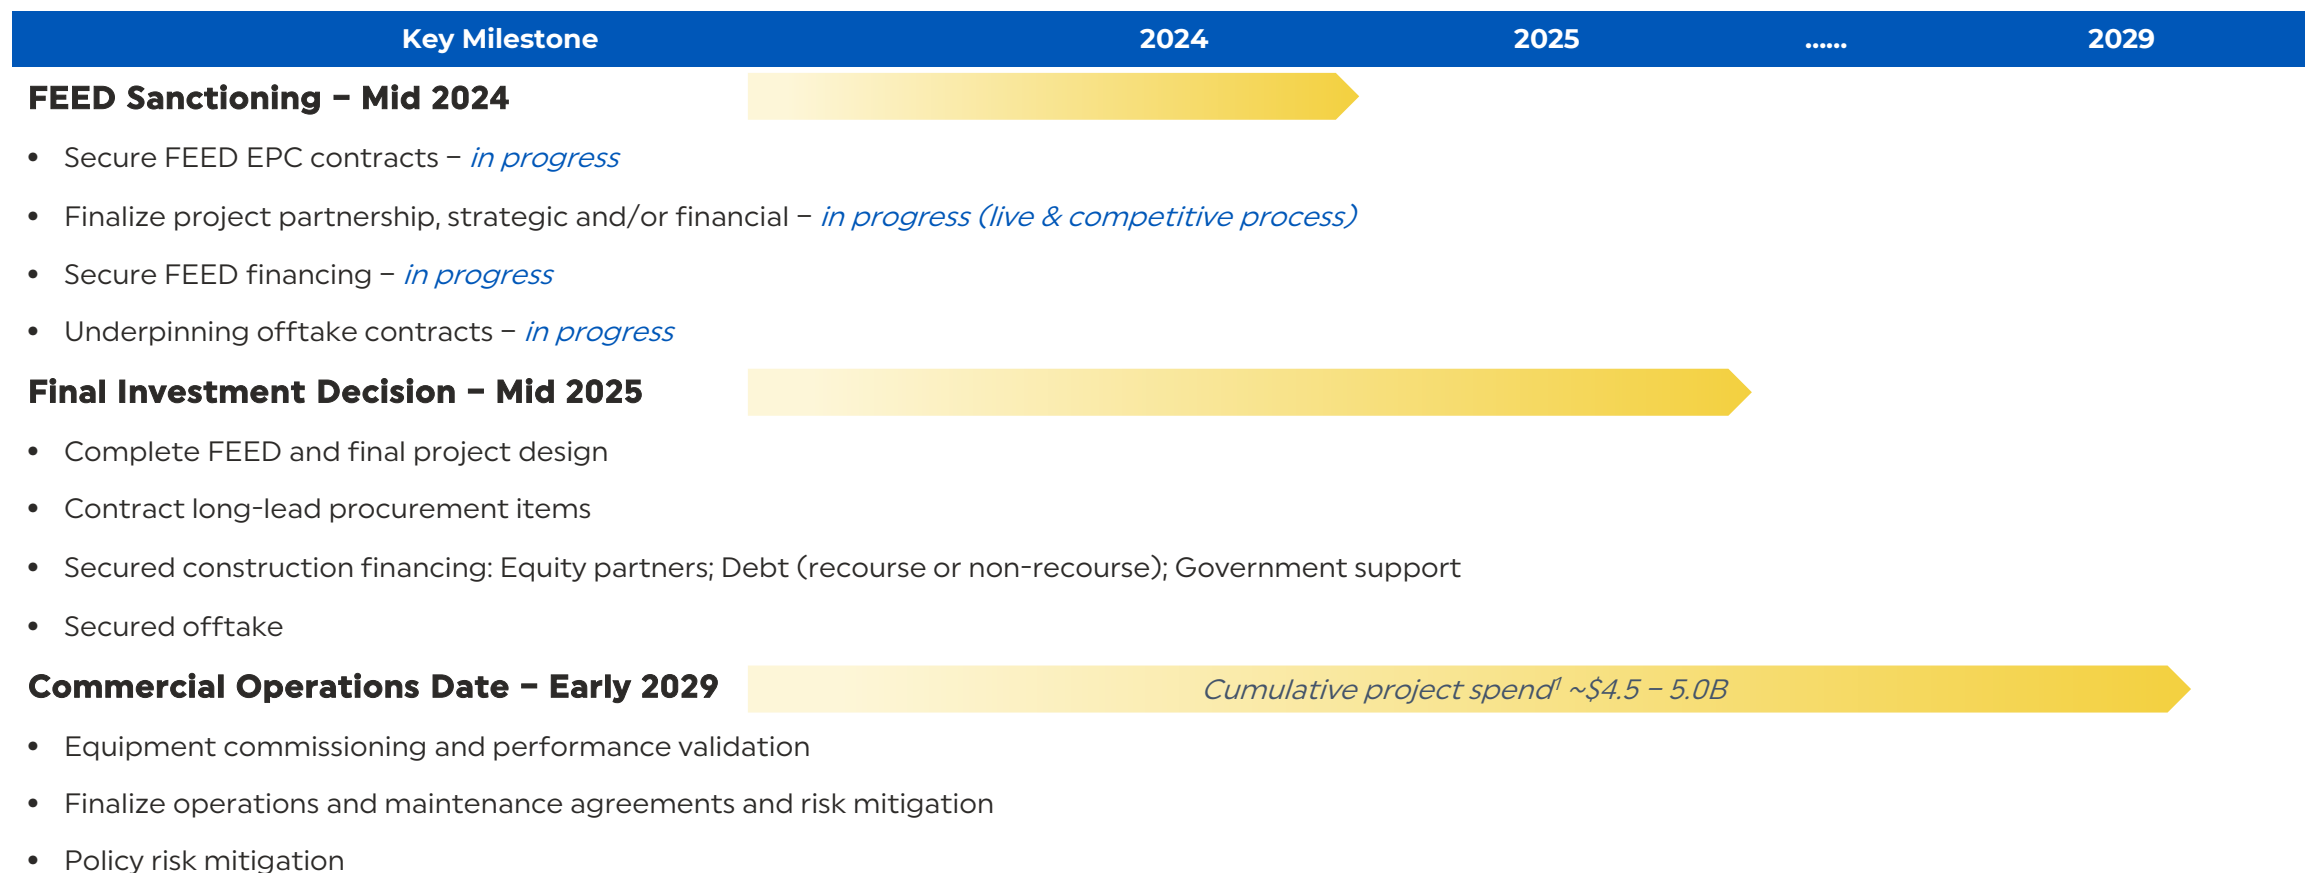 Key Milestone 2024 2025 ...... 2029
FEED Sanctioning – Mid 2024
• Secure FEED EPC contracts – in progress
• Finalize project partnership, strategic and/or financial – in progress (live & competitive process)
• Secure FEED financing – in progress
• Underpinning offtake contracts – in progress
Final Investment Decision – Mid 2025
• Complete FEED and final project design
• Contract long-lead procurement items
• Secured construction financing: Equity partners; Debt (recourse or non-recourse); Government support
• Secured offtake
Commercial Operations Date – Early 2029 Cumulative project spend¹ ~$4.5 – 5.0B
• Equipment commissioning and performance validation
• Finalize operations and maintenance agreements and risk mitigation
• Policy risk mitigation